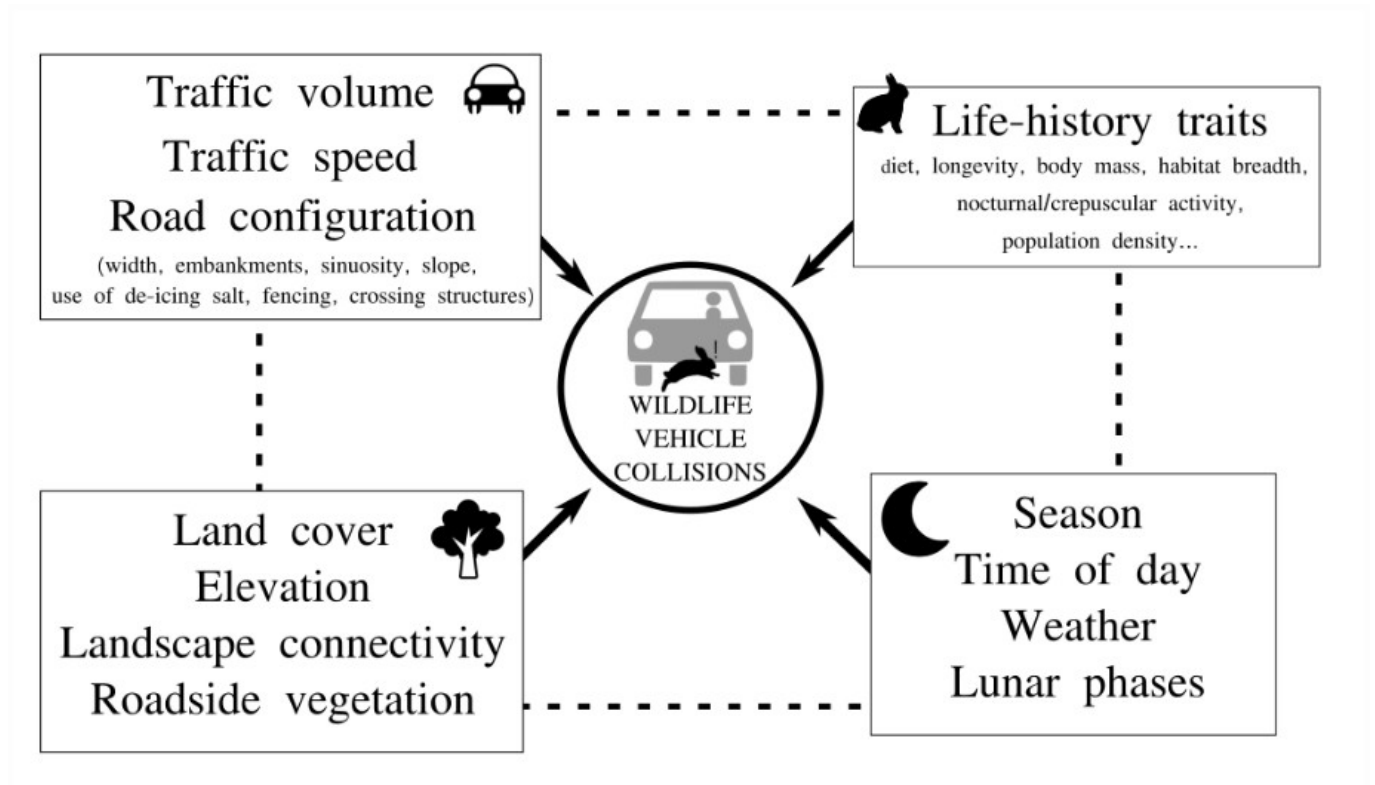 Traffic volume
Traffic speed
Road configuration
(width, embankments, sinuosity, slope,
use of de-icing salt, fencing, crossing structures)
Life-history traits
diet, longevity, body mass, habitat breadth,
nocturnal/crepuscular activity,
population density...
!
WILDLIFE
VEHICLE
COLLISIONS
Land cover
Elevation
Landscape connectivity
Roadside vegetation
Season
Time of day
Weather
Lunar phases